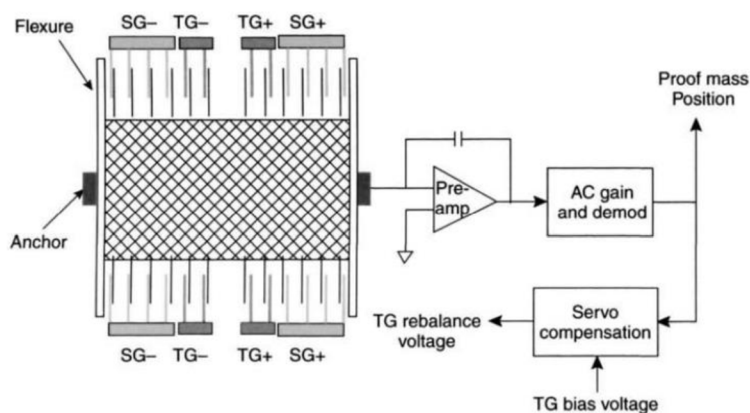 Flexure
SG– TG– TG+ SG+
Proof mass
Position
Pre-
amp
AC gain
and demod
Anchor
TG rebalance
voltage
Servo
compensation
SG– TG– TG+ SG+
TG bias voltage